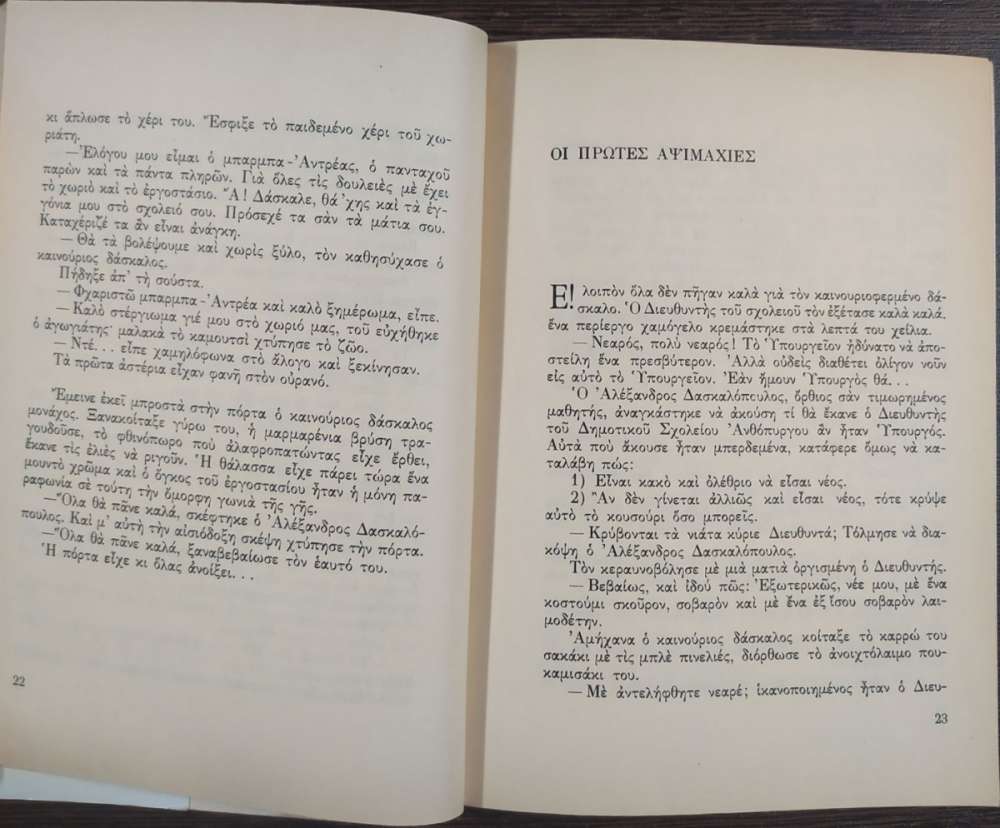 κι ἅπλωσε τὸ χέρι του. Ἔσφιξε τὸ παιδεμένο χέρι τοῦ χω-
ριάτη.
—Ἐλόγου μου εἶμαι ὁ μπαρμπα-Ἀντρέας, ὁ πανταχοῦ
παρὼν καὶ τὰ πάντα πληρῶν. Γιὰ ὅλες τὶς δουλειὲς μὲ ἔχει
τὸ χωριὸ καὶ τὸ ἐργοστάσιο. Ἄ! Δάσκαλε, θά 'χης καὶ τὰ ἐγ-
γόνια μου στὸ σχολειό σου. Πρόσεχέ τα σὰν τὰ μάτια σου.
Καταχέριζέ τα ἂν εἶναι ἀνάγκη.
— Θὰ τὰ βολέψουμε καὶ χωρὶς ξύλο, τὸν καθησύχασε ὁ
καινούριος δάσκαλος.
Πήδηξε ἀπ' τὴ σούστα.
— Φχαριστῶ μπαρμπα-Ἀντρέα καὶ καλὸ ξημέρωμα, εἶπε.
— Καλὸ στέργιωμα γιέ μου στὸ χωριό μας, τοῦ εὐχήθηκε
ὁ ἀγωγιάτης· μαλακὰ τὸ καμουτσὶ χτύπησε τὸ ζῶο.
— Ντέ... εἶπε χαμηλόφωνα στὸ ἄλογο καὶ ξεκίνησαν.
Τὰ πρῶτα ἀστέρια εἶχαν φανῆ στὸν οὐρανό.
Ἔμεινε ἐκεῖ μπροστὰ στὴν πόρτα ὁ καινούριος δάσκαλος
μονάχος. Ξανακοίταξε γύρω του, ἡ μαρμαρένια βρύση τρα-
γουδοῦσε, τὸ φθινόπωρο ποὺ ἀλαφροπατώντας εἶχε ἔρθει,
ἔκανε τὶς ἐλιὲς νὰ ριγοῦν. Ἡ θάλασσα εἶχε πάρει τώρα ἕνα
μουντὸ χρῶμα καὶ ὁ ὄγκος τοῦ ἐργοστασίου ἦταν ἡ μόνη πα-
ραφωνία σὲ τούτη τὴν ὄμορφη γωνιὰ τῆς γῆς.
—Ὅλα θὰ πᾶνε καλά, σκέφτηκε ὁ Ἀλέξανδρος Δασκαλό-
πουλος. Καὶ μ' αὐτὴ τὴν αἰσιόδοξη σκέψη χτύπησε τὴν πόρτα.
—Ὅλα θὰ πᾶνε καλά, ξαναβεβαίωσε τὸν ἑαυτό του.
Ἡ πόρτα εἶχε κι ὅλας ἀνοίξει...
22
ΟΙ ΠΡΩΤΕΣ ΑΨΙΜΑΧΙΕΣ
Ε! λοιπὸν ὅλα δὲν πῆγαν καλὰ γιὰ τὸν καινουριοφερμένο δά-
σκαλο. Ὁ Διευθυντὴς τοῦ σχολειοῦ τὸν ἐξέτασε καλὰ καλά,
ἕνα περίεργο χαμόγελο κρεμάστηκε στὰ λεπτά του χείλια.
— Νεαρός, πολὺ νεαρός! Τὸ Ὑπουργεῖον ἠδύνατο νὰ ἀπο-
στείλη ἕνα πρεσβύτερον. Ἀλλὰ οὐδεὶς διαθέτει ὀλίγον νοῦν
εἰς αὐτὸ τὸ Ὑπουργεῖον. Ἐὰν ἤμουν Ὑπουργὸς θά...
Ὁ Ἀλέξανδρος Δασκαλόπουλος, ὄρθιος σὰν τιμωρημένος
μαθητής, ἀναγκάστηκε νὰ ἀκούση τί θὰ ἔκανε ὁ Διευθυντὴς
τοῦ Δημοτικοῦ Σχολείου Ἀνθόπυργου ἂν ἦταν Ὑπουργός.
Αὐτὰ ποὺ ἄκουσε ἦταν μπερδεμένα, κατάφερε ὅμως νὰ κα-
ταλάβη πώς:
1) Εἶναι κακὸ καὶ ὀλέθριο νὰ εἶσαι νέος.
2) Ἂν δὲν γίνεται ἀλλιῶς καὶ εἶσαι νέος, τότε κρύψε
αὐτὸ τὸ κουσούρι ὅσο μπορεῖς.
— Κρύβονται τὰ νιάτα κύριε Διευθυντά; Τόλμησε νὰ δια-
κόψη ὁ Ἀλέξανδρος Δασκαλόπουλος.
Τὸν κεραυνοβόλησε μὲ μιὰ ματιὰ ὀργισμένη ὁ Διευθυντής.
— Βεβαίως, καὶ ἰδοὺ πῶς: Ἐξωτερικῶς, νέε μου, μὲ ἕνα
κοστούμι σκοῦρον, σοβαρὸν καὶ μὲ ἕνα ἐξ ἴσου σοβαρὸν λαι-
μοδέτην.
Ἀμήχανα ὁ καινούριος δάσκαλος κοίταξε τὸ καρρώ του
σακάκι μὲ τὶς μπλὲ πινελιές, διόρθωσε τὸ ἀνοιχτόλαιμο που-
καμισάκι του.
— Μὲ ἀντελήφθητε νεαρέ; ἱκανοποιημένος ἦταν ὁ Διευ-
23